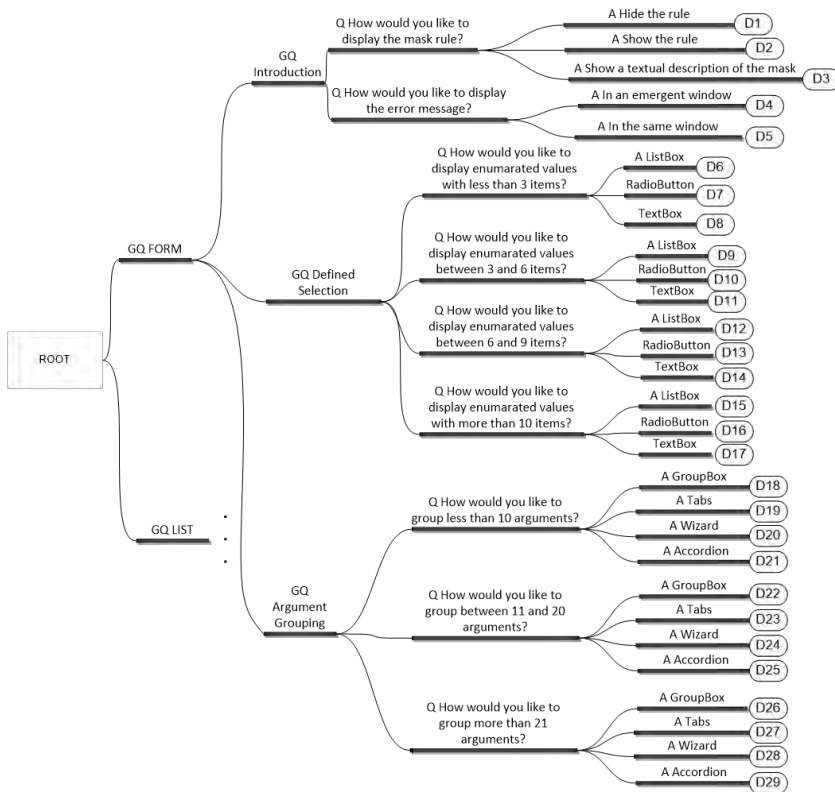 ROOT
GQ FORM
GQ
Introduction
Q How would you like to
display the mask rule?
A Hide the rule
D1
A Show the rule
D2
A Show a textual description of the mask
D3
Q How would you like to display
the error message?
A In an emergent window
D4
A In the same window
D5
GQ Defined
Selection
Q How would you like to
display enumarated values
with less than 3 items?
A ListBox
D6
RadioButton
D7
TextBox
D8
Q How would you like to
display enumarated values
between 3 and 6 items?
A ListBox
D9
RadioButton
D10
TextBox
D11
Q How would you like to
display enumarated values
between 6 and 9 items?
A ListBox
D12
RadioButton
D13
TextBox
D14
Q How would you like to
display enumarated values
with more than 10 items?
A ListBox
D15
RadioButton
D16
TextBox
D17
GQ
Argument
Grouping
Q How would you like to
group less than 10 arguments?
A GroupBox
D18
A Tabs
D19
A Wizard
D20
A Accordion
D21
Q How would you like to
group between 11 and 20
arguments?
A GroupBox
D22
A Tabs
D23
A Wizard
D24
A Accordion
D25
Q How would you like to
group more than 21
arguments?
A GroupBox
D26
A Tabs
D27
A Wizard
D28
A Accordion
D29
GQ LIST